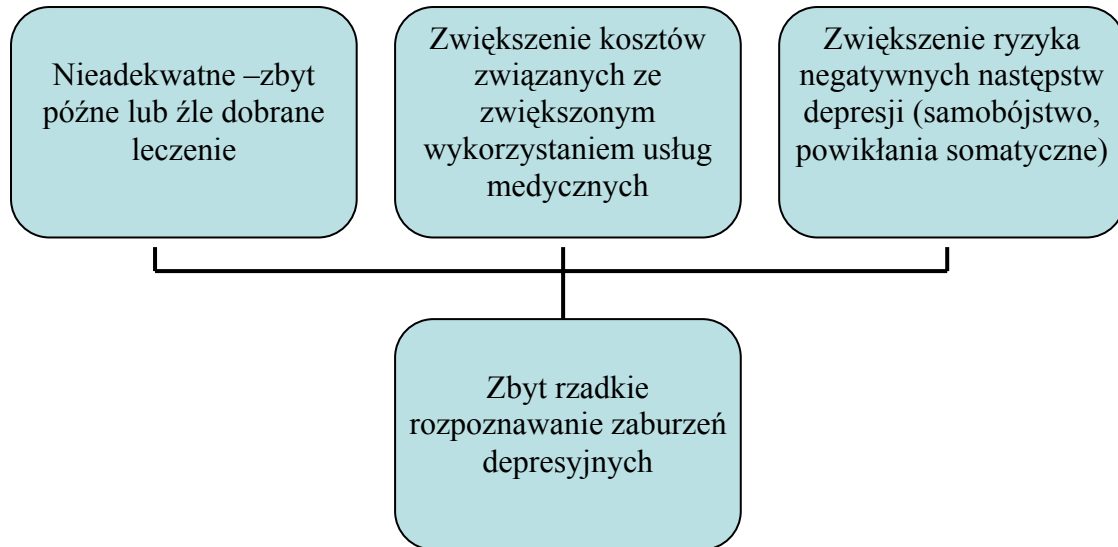 Nieadekwatne –zbyt
późne lub źle dobrane
leczenie
Zwiększenie kosztów
związanych ze
zwiększonym
wykorzystaniem usług
medycznych
Zwiększenie ryzyka
negatywnych następstw
depresji (samobójstwo,
powikłania somatyczne)
Zbyt rzadkie
rozpoznawanie zaburzeń
depresyjnych